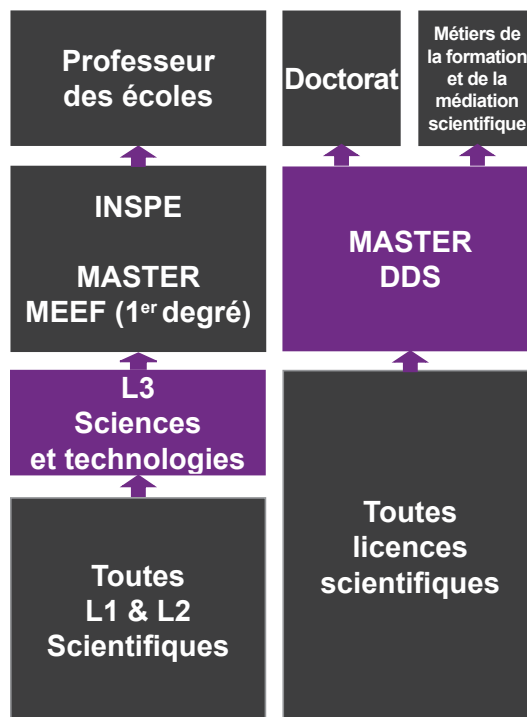 Professeur
des écoles
Doctorat
Métiers de
la formation
et de la
médiation
scientifique
INSPE
MASTER
MEEF (1er degré)
MASTER
DDS
L3
Sciences
et technologies
Toutes
L1 & L2
Scientifiques
Toutes
licences
scientifiques